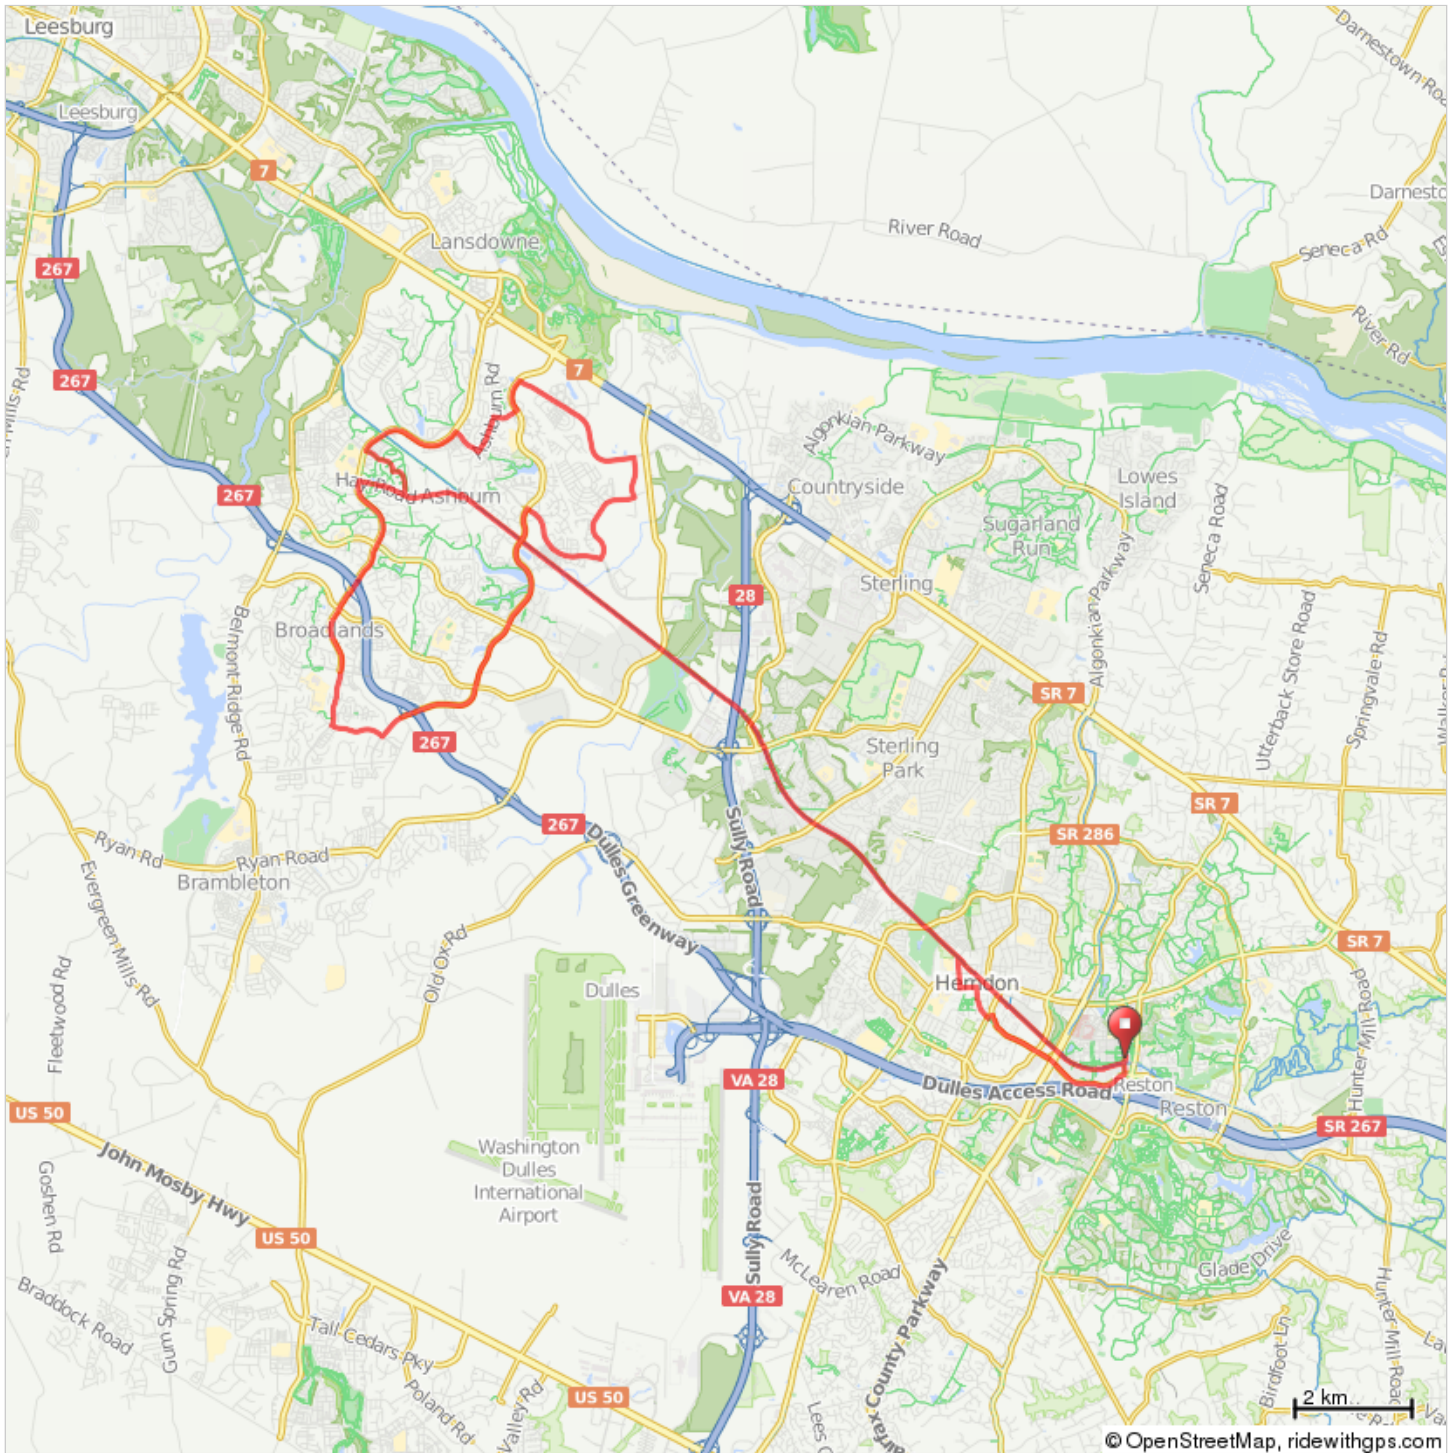 Leesburg
Darnestown Roa
Leesburg
7
Darnesto
River Road
Seneca Rd
Lansdowne
267
River Rd
7
267
Mills Rd
Ashburn Rd
Algonkian Parkway
Hay Road Ashburn
267
Countryside
Lowes
Island
Seneca Road
Sugarland
Run
Sterling
28
Algonkian Parkway
Broadlands
Belmont Ridge Rd
Utterback Store Road
Springvale Rd
SR 7
267
Sterling
Park
SR 7
267
Sully Road
SR 286
Ryan Rd
Ryan Road
Dulles Greenway
Brambleton
Evergreen Mills Rd
Old Ox Rd
SR 7
Fleetwood Rd
Dulles
Herndon
Hunter Mill Road
VA 28
Dulles Access Road
Reston
Reston
US 50
SR 267
John Mosby Hwy
Washington
Dulles
International
Airport
Goshen Rd
Sully Road
US 50
Gum Spring Rd
McLearen Road
Glade Drive
Braddock Road
VA 28
Fairfax County Parkway
Hunter Mill Road
Tall Cedars Pky
Birdfoot Ln
Poland Rd
Valley Rd
US 50
Lees
2 km
© OpenStreetMap, ridewithgps.com